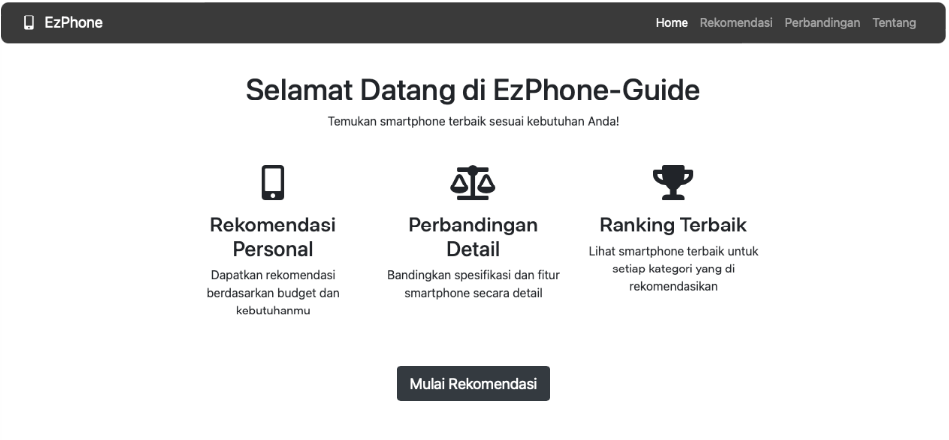 EzPhone
Home Rekomendasi Perbandingan Tentang
Selamat Datang di EzPhone-Guide
Temukan smartphone terbaik sesuai kebutuhan Anda!
Rekomendasi
Personal
Dapatkan rekomendasi
berdasarkan budget dan
kebutuhanmu
Perbandingan
Detail
Bandingkan spesifikasi dan fitur
smartphone secara detail
Ranking Terbaik
Lihat smartphone terbaik untuk
setiap kategori yang di
rekomendasikan
Mulai Rekomendasi